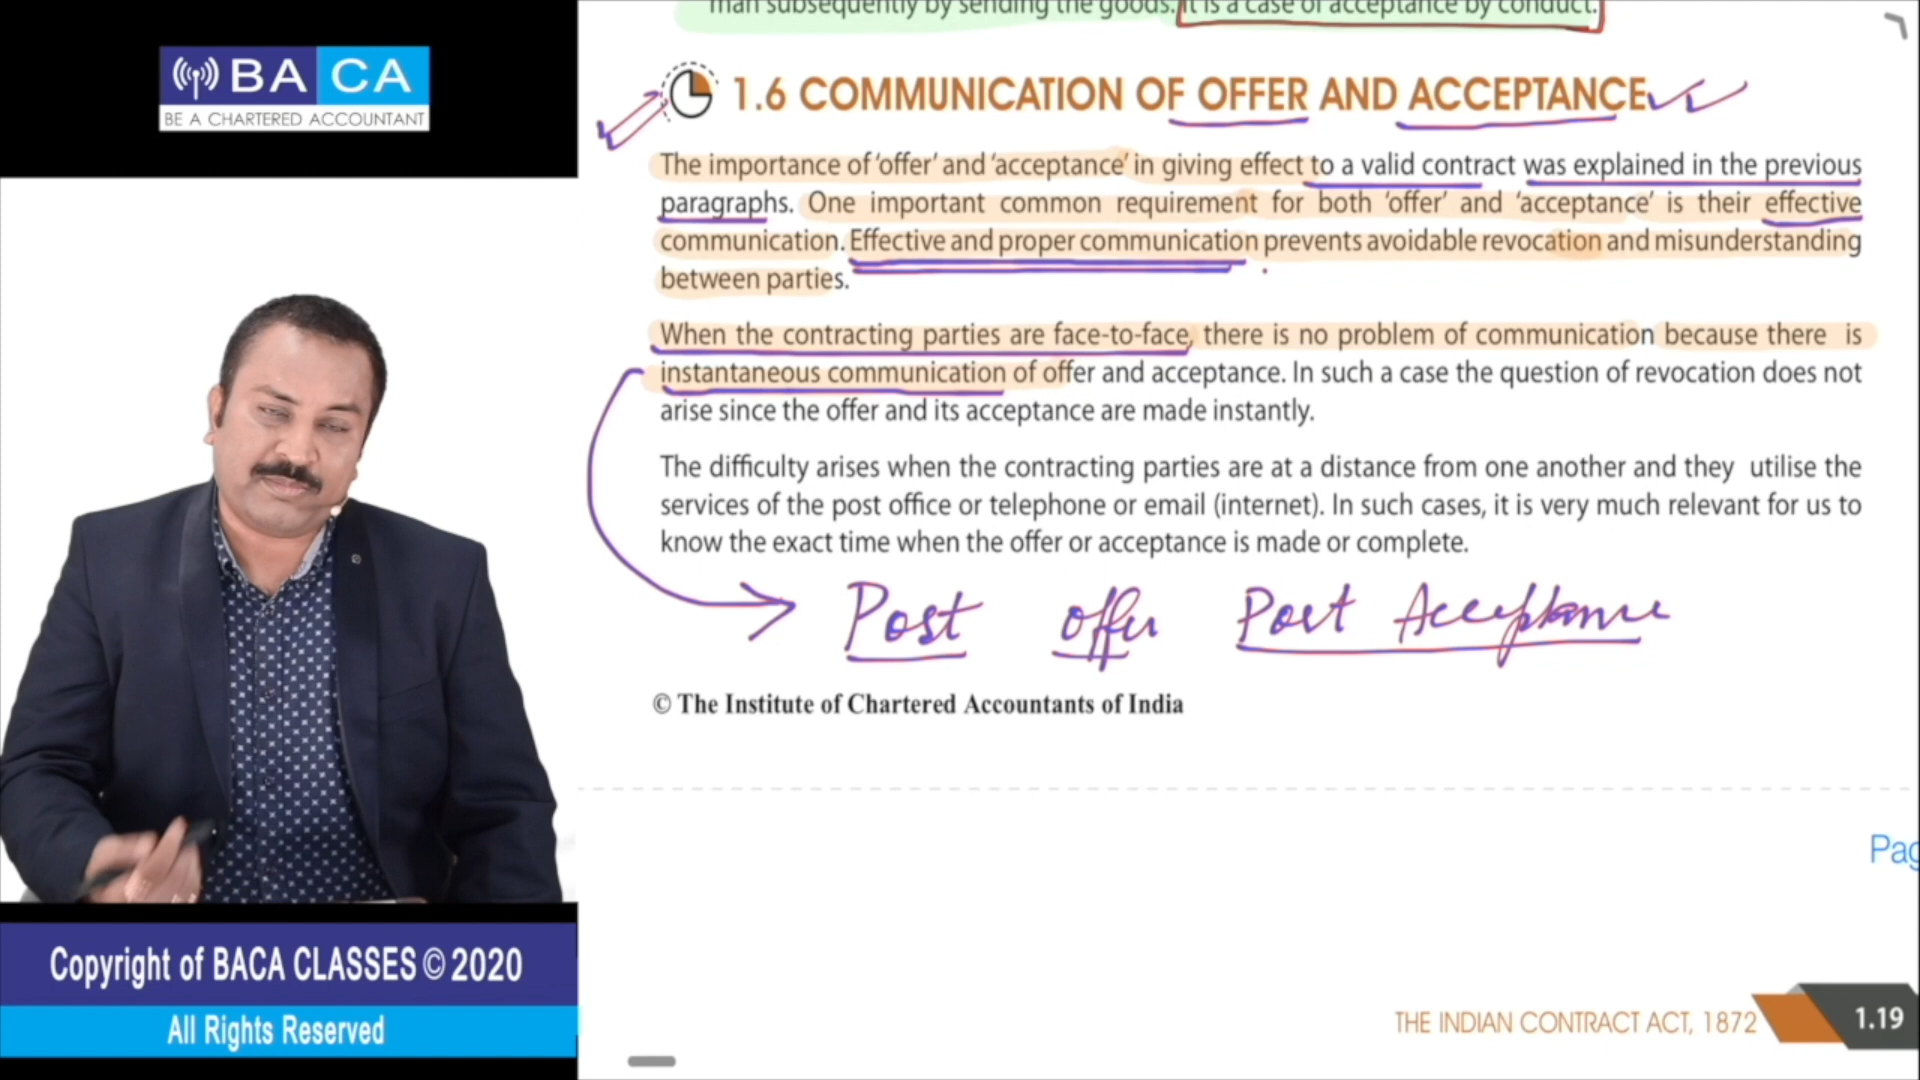 BA CA
BE A CHARTERED ACCOUNTANT
man subsequently by sending the goods. It is a case of acceptance by conduct.
1.6 COMMUNICATION OF OFFER AND ACCEPTANCE
The importance of ‘offer’ and ‘acceptance’ in giving effect to a valid contract was explained in the previous
paragraphs. One important common requirement for both ‘offer’ and ‘acceptance’ is their effective
communication. Effective and proper communication prevents avoidable revocation and misunderstanding
between parties.
When the contracting parties are face-to-face, there is no problem of communication because there is
instantaneous communication of offer and acceptance. In such a case the question of revocation does not
arise since the offer and its acceptance are made instantly.
The difficulty arises when the contracting parties are at a distance from one another and they utilise the
services of the post office or telephone or email (internet). In such cases, it is very much relevant for us to
know the exact time when the offer or acceptance is made or complete.
Post offer Post Acceptance
© The Institute of Chartered Accountants of India
Pag
Copyright of BACA CLASSES © 2020
All Rights Reserved
THE INDIAN CONTRACT ACT, 1872 1.19